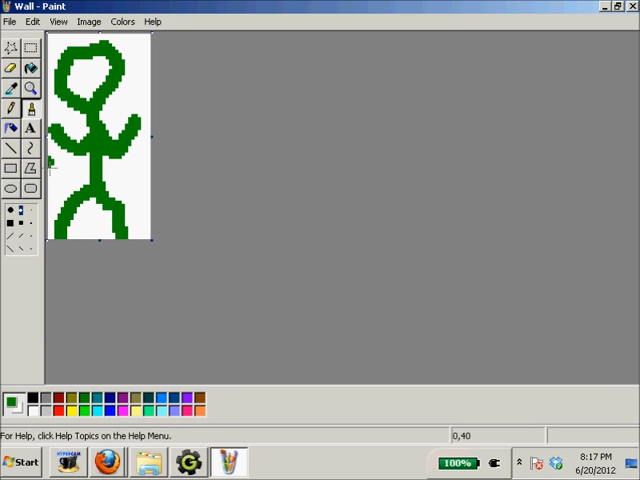 Wall - Paint
File Edit View Image Colors Help
A
For Help, click Help Topics on the Help Menu.
0,40
Start
HYPERCAM
100%
8:17 PM
6/20/2012